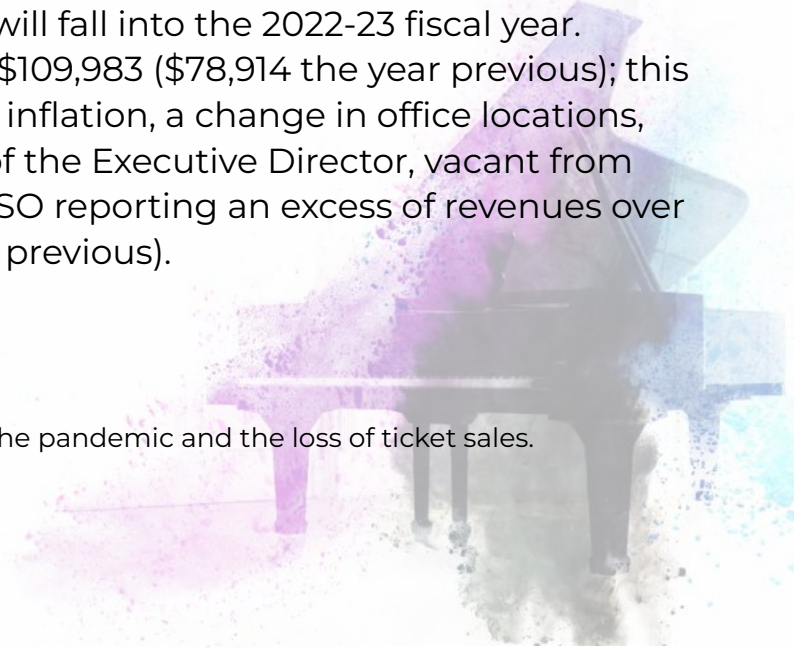 will fall into the 2022-23 fiscal year.
$109,983 ($78,914 the year previous); this
inflation, a change in office locations,
of the Executive Director, vacant from
SO reporting an excess of revenues over
previous).
he pandemic and the loss of ticket sales.